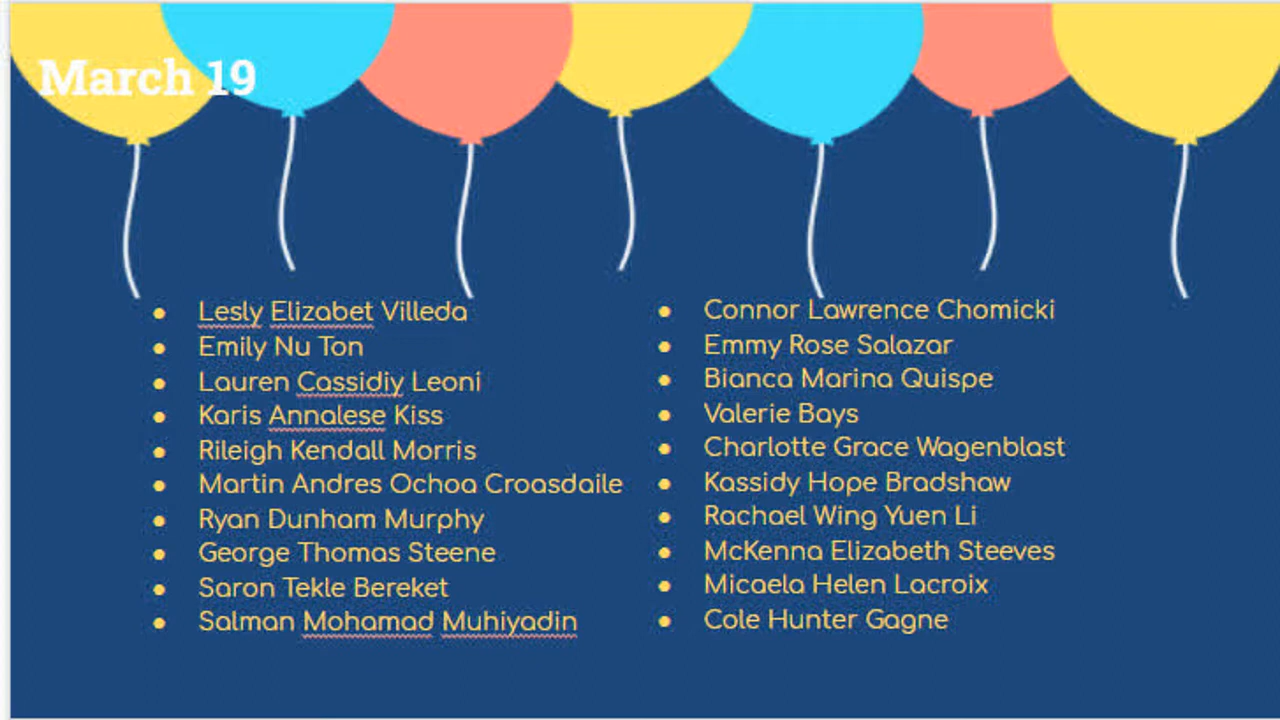 March 19
Lesly Elizabet Villeda
Emily Nu Ton
Lauren Cassidiy Leoni
Karis Annalese Kiss
Rileigh Kendall Morris
Martin Andres Ochoa Croasdaile
Ryan Dunham Murphy
George Thomas Steene
Saron Tekle Bereket
Salman Mohamad Muhiyadin
Connor Lawrence Chomicki
Emmy Rose Salazar
Bianca Marina Quispe
Valerie Bays
Charlotte Grace Wagenblast
Kassidy Hope Bradshaw
Rachael Wing Yuen Li
McKenna Elizabeth Steeves
Micaela Helen Lacroix
Cole Hunter Gagne